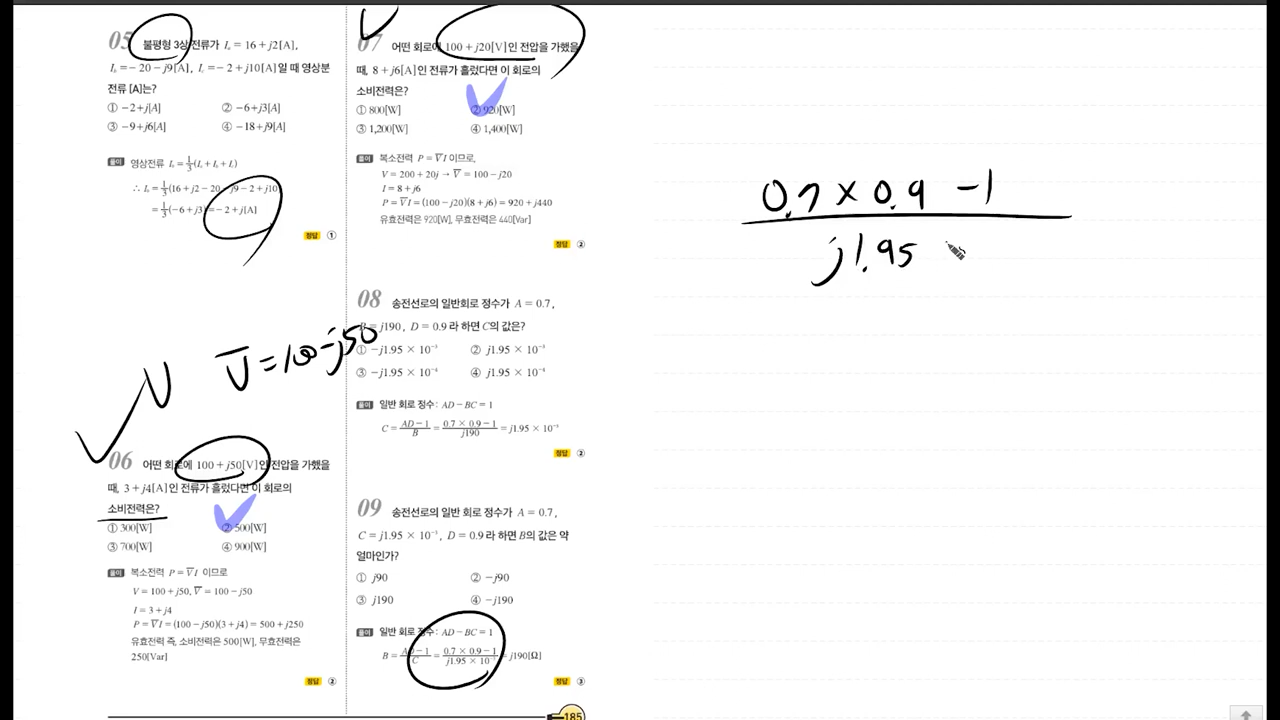 05 불평형 3상 전류가 Iₐ = 16 + j2[A],
I_b = − 20 − j9[A], I_c = − 2 + j10[A]일 때 영상분
전류 [A]는?
① −2+j[A] ② −6+j3[A]
③ −9+j6[A] ④ −18+j9[A]
풀이 영상전류 I₀ = 1/3(Iₐ + I_b + I_c)
∴ I₀ = 1/3(16 + j2 − 20 − j9 − 2 + j10)
= 1/3(−6 + j3) = − 2 + j[A]
정답 ①
V V̅ = 100 − j50
06 어떤 회로에 100 + j50[V]인 전압을 가했을
때, 3 + j4[A]인 전류가 흘렀다면 이 회로의
소비전력은?
① 300[W] ② 500[W]
③ 700[W] ④ 900[W]
풀이 복소전력 P = V̅I 이므로
V = 100 + j50, V̅ = 100 − j50
I = 3 + j4
P = V̅I = (100 − j50)(3 + j4) = 500 + j250
유효전력 즉, 소비전력은 500[W], 무효전력은
250[Var]
정답 ②
07 어떤 회로에 100 + j20[V]인 전압을 가했을
때, 8 + j6[A]인 전류가 흘렀다면 이 회로의
소비전력은?
① 800[W] ② 920[W]
③ 1,200[W] ④ 1,400[W]
풀이 복소전력 P = V̅I 이므로,
V = 200 + 20j → V̅ = 100 − j20
I = 8 + j6
P = V̅I = (100 − j20)(8 + j6) = 920 + j440
유효전력은 920[W], 무효전력은 440[Var]
정답 ②
08 송전선로의 일반회로 정수가 A = 0.7,
B = j190, D = 0.9 라 하면 C의 값은?
① −j1.95 × 10⁻³ ② j1.95 × 10⁻³
③ −j1.95 × 10⁻⁴ ④ j1.95 × 10⁻⁴
풀이 일반 회로 정수 : AD − BC = 1
C = (AD − 1)/B = (0.7 × 0.9 − 1)/j190 = j1.95 × 10⁻³
정답 ②
09 송전선로의 일반 회로 정수가 A = 0.7,
C = j1.95 × 10⁻³, D = 0.9 라 하면 B의 값은 약
얼마인가?
① j90 ② −j90
③ j190 ④ −j190
풀이 일반 회로 정수 : AD − BC = 1
B = (AD − 1)/C = (0.7 × 0.9 − 1)/(j1.95 × 10⁻³) = j190[Ω]
정답 ③
185
0.7 × 0.9 − 1
j1.95